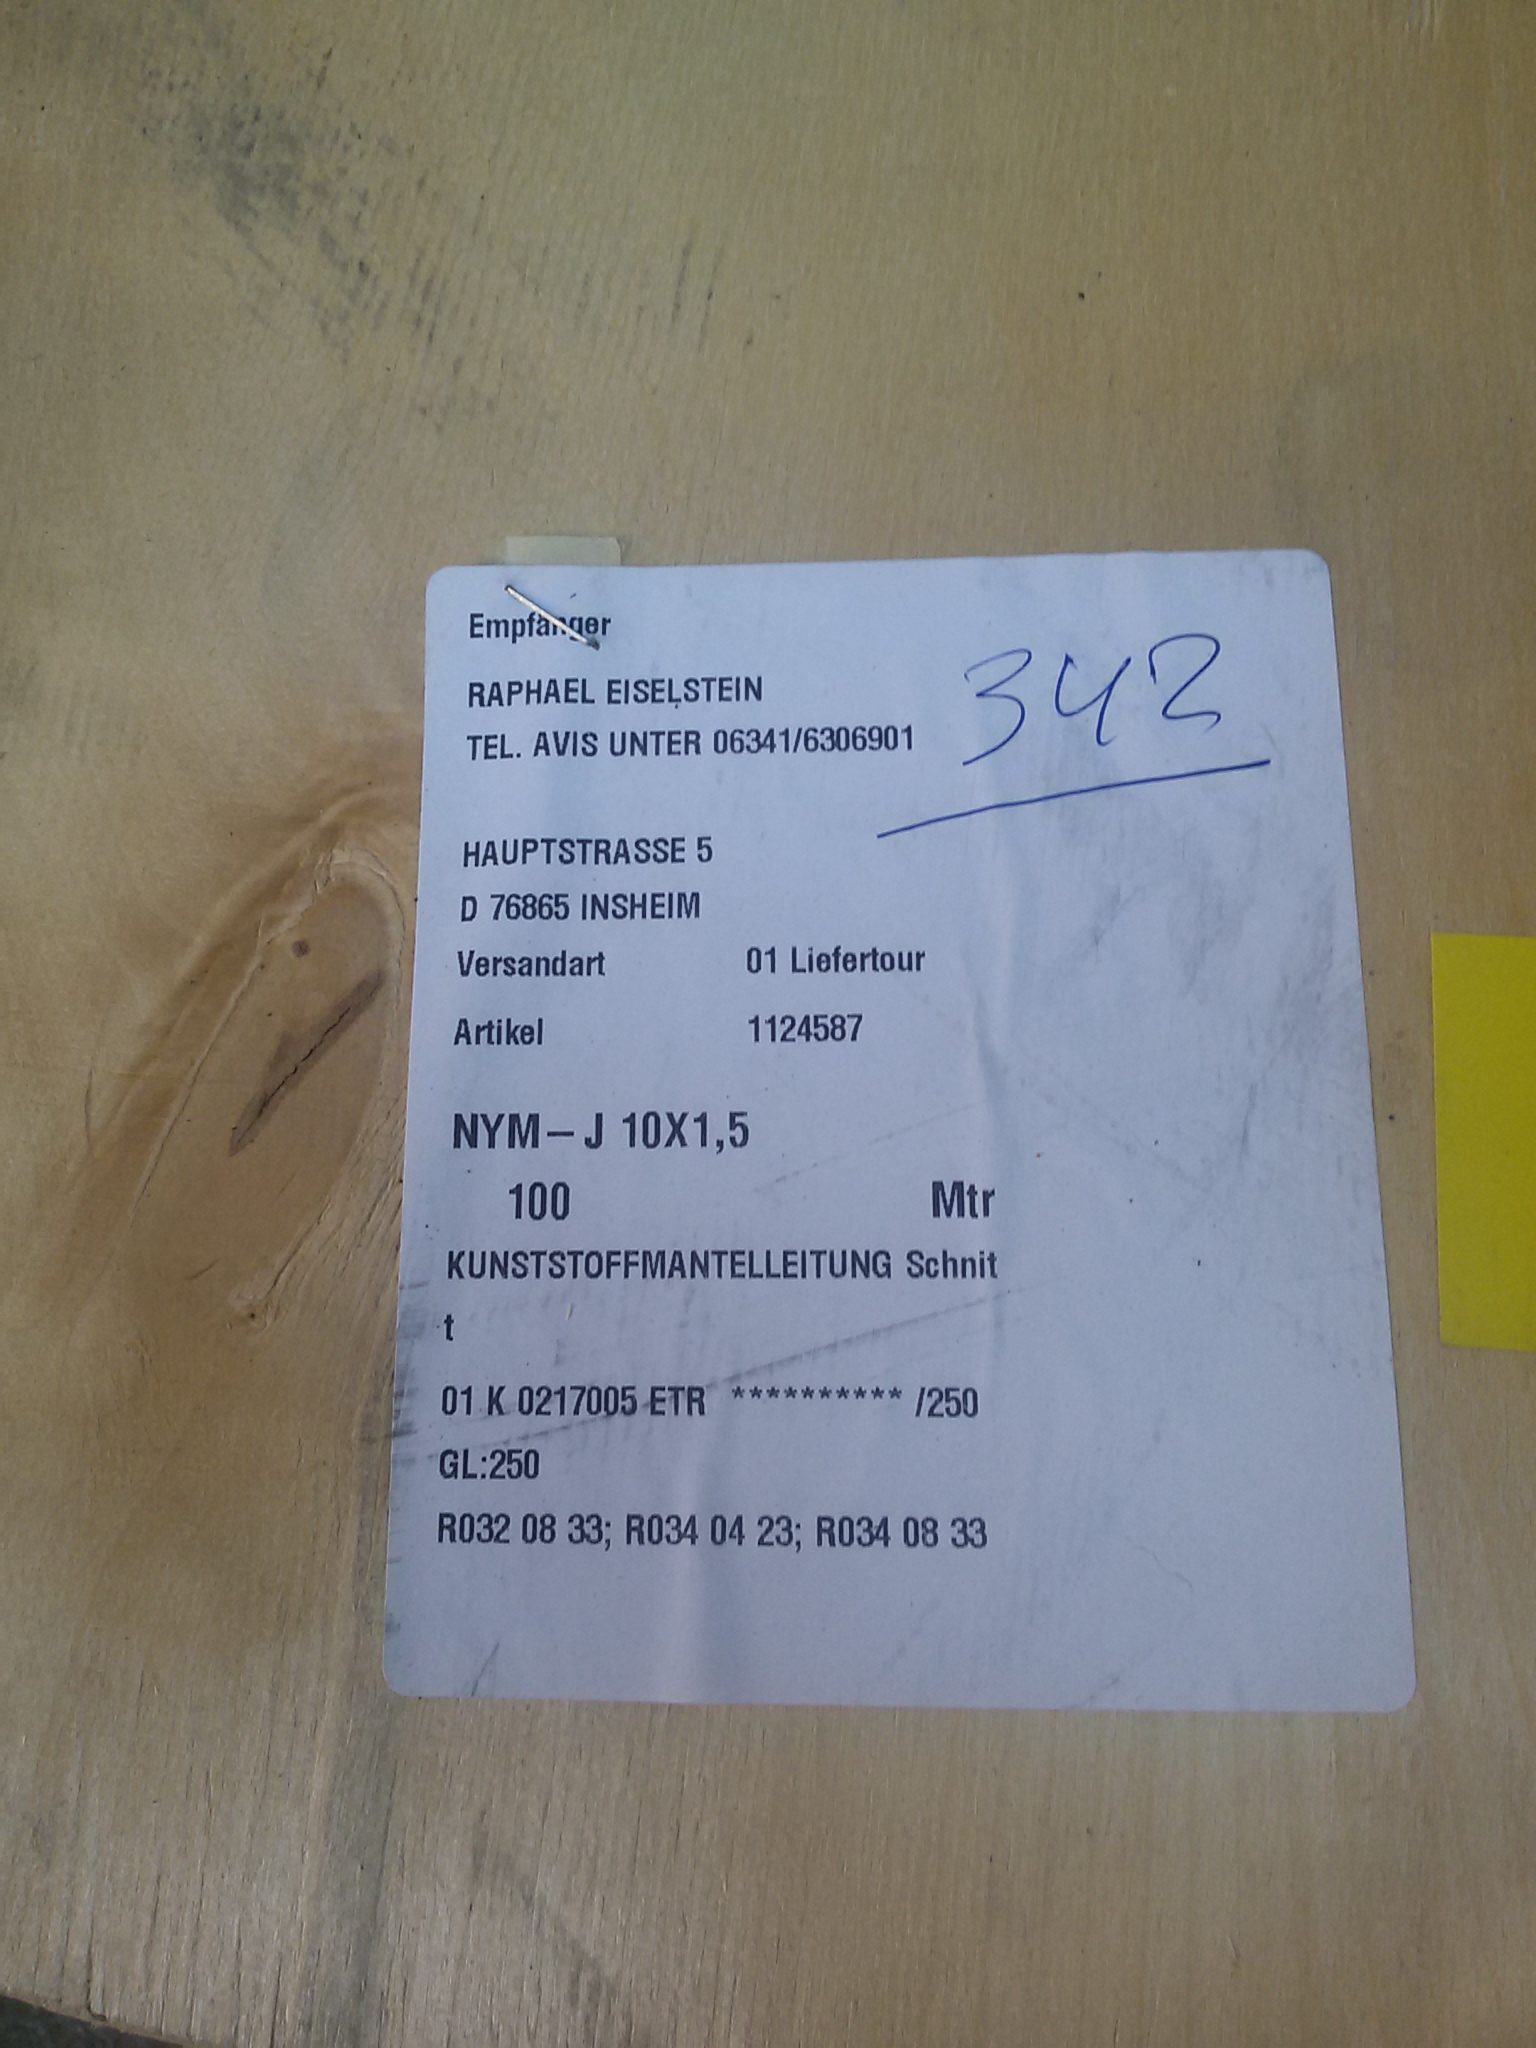 Empfänger
RAPHAEL EISELSTEIN
342
TEL. AVIS UNTER 06341/6306901
HAUPTSTRASSE 5
D 76865 INSHEIM
Versandart 01 Liefertour
Artikel 1124587
NYM-J 10X1,5
100 Mtr
KUNSTSTOFFMANTELLEITUNG Schnit
t
01 K 0217005 ETR ********** /250
GL:250
R032 08 33; R034 04 23; R034 08 33